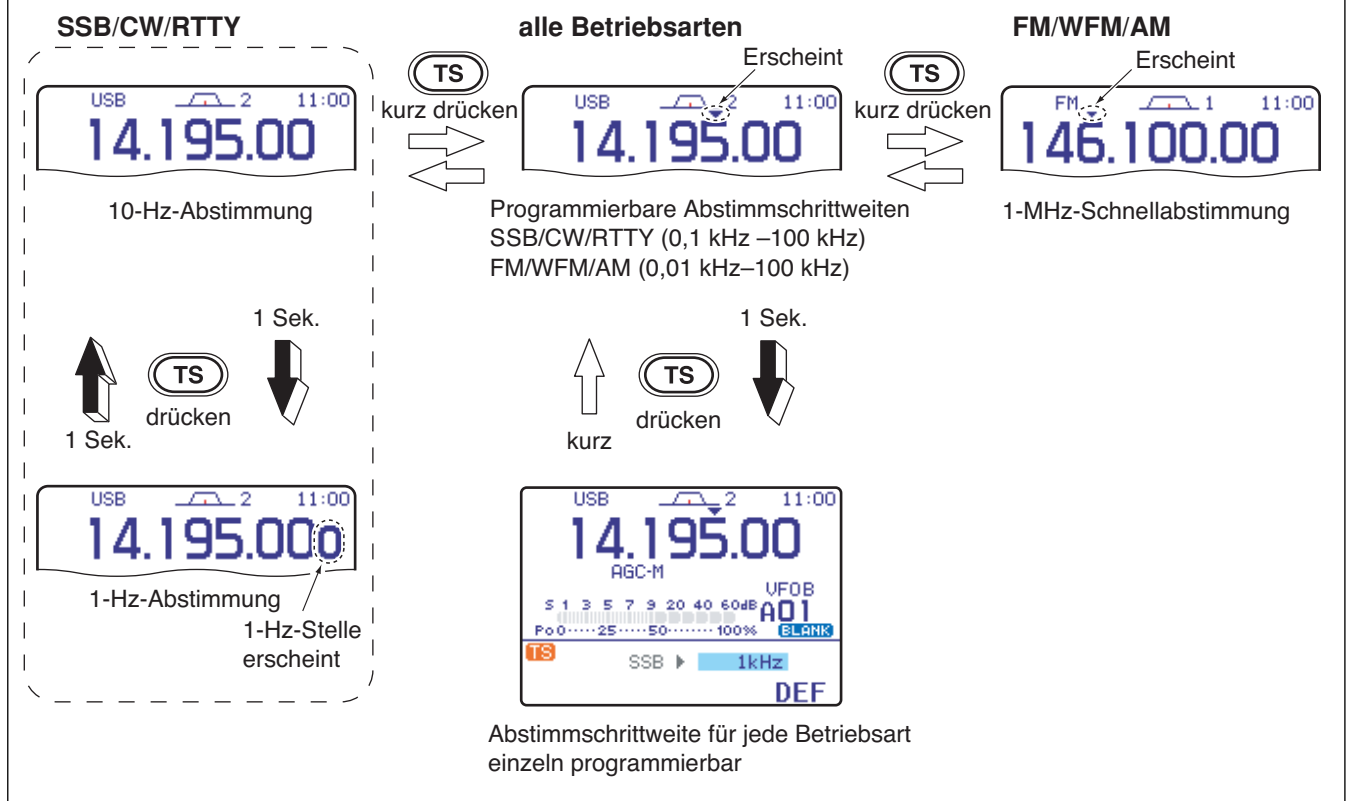 SSB/CW/RTTY
alle Betriebsarten
FM/WFM/AM
TS
kurz drücken
Erscheint
TS
kurz drücken
Erscheint
USB 2 11:00
14.195.00
USB 2 11:00
14.195.00
FM 1 11:00
146.100.00
10-Hz-Abstimmung
Programmierbare Abstimmschrittweiten
SSB/CW/RTTY (0,1 kHz –100 kHz)
FM/WFM/AM (0,01 kHz–100 kHz)
1-MHz-Schnellabstimmung
1 Sek.
TS
drücken
1 Sek.
1 Sek.
TS
drücken
kurz
USB 2 11:00
14.195.000
1-Hz-Abstimmung
1-Hz-Stelle
erscheint
USB 2 11:00
14.195.00
AGC-M
VFOB
S 1 3 5 7 9 20 40 60dB A01
Po0·····25·····50·······100% BLANK
TS
SSB ▶ 1kHz
DEF
Abstimmschrittweite für jede Betriebsart
einzeln programmierbar